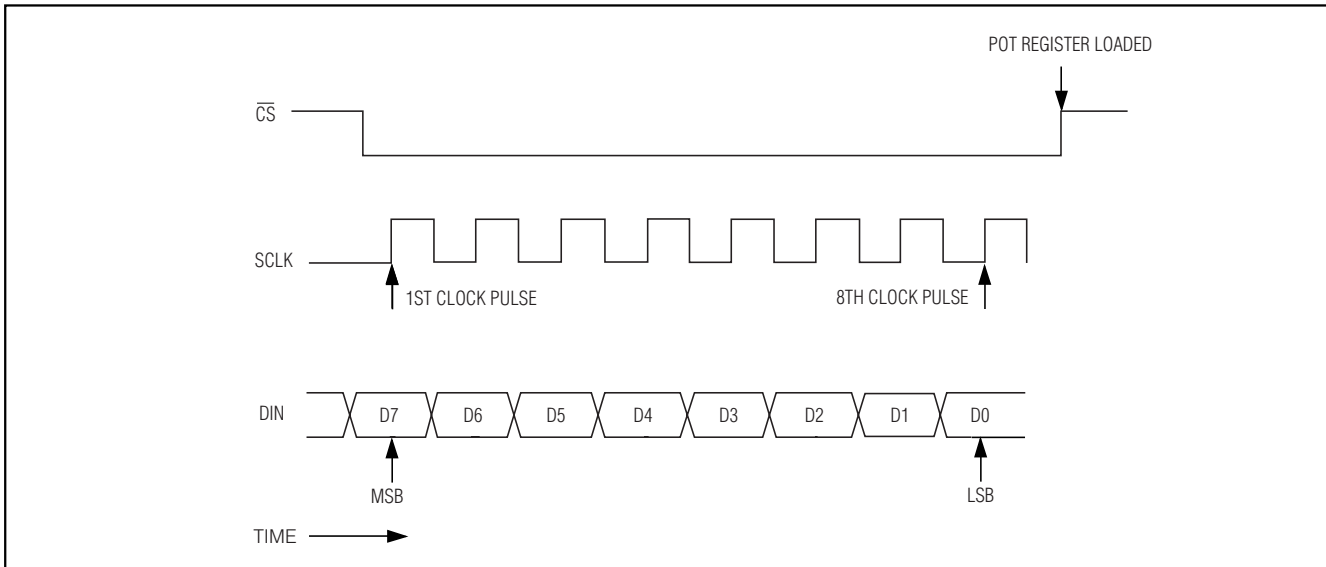 POT REGISTER LOADED
CS
SCLK
1ST CLOCK PULSE
8TH CLOCK PULSE
DIN
D7
D6
D5
D4
D3
D2
D1
D0
MSB
LSB
TIME